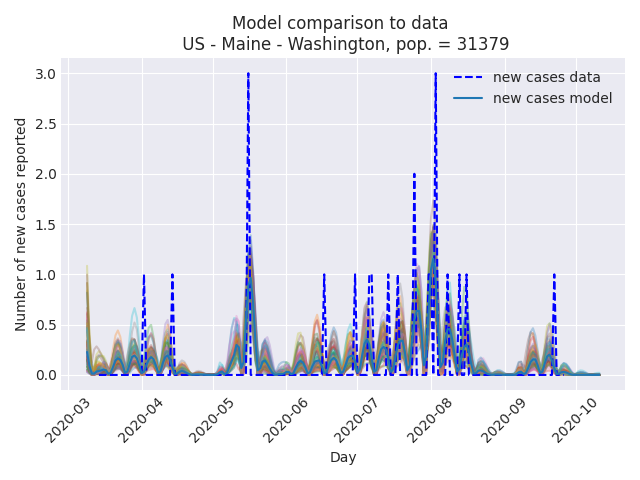 Model comparison to data
US - Maine - Washington, pop. = 31379
new cases data
new cases model
Number of new cases reported
3.0
2.5
2.0
1.5
1.0
0.5
0.0
2020-03
2020-04
2020-05
2020-06
2020-07
2020-08
2020-09
2020-10
Day